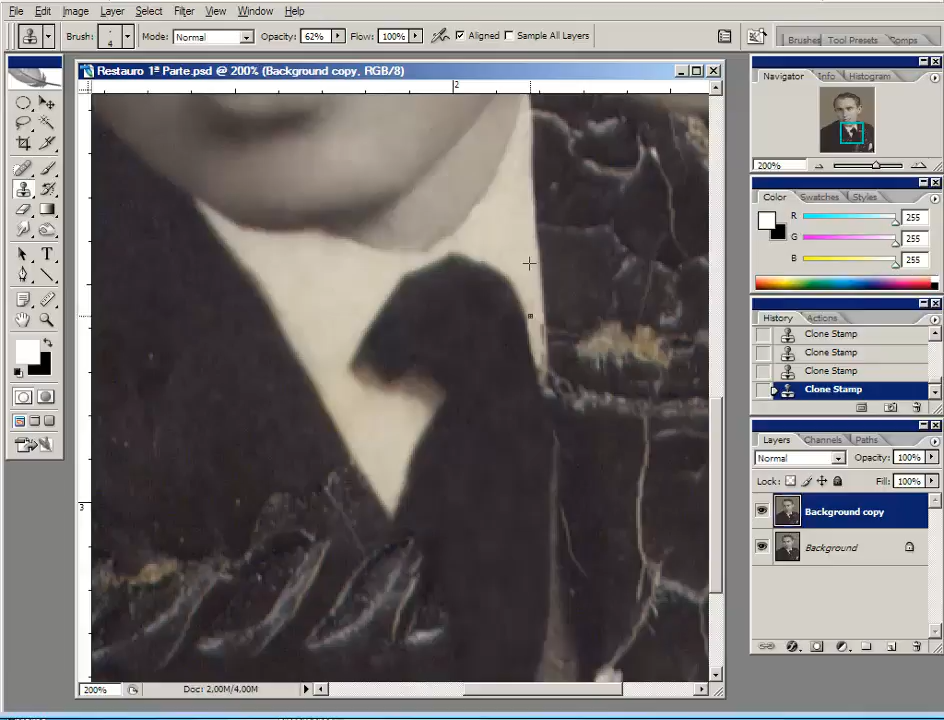 File Edit Image Layer Select Filter View Window Help
Brush: 4 Mode: Normal Opacity: 62% Flow: 100% Aligned Sample All Layers
Brushes Tool Presets Comps
Restauro 1ª Parte.psd @ 200% (Background copy, RGB/8)
2
3
200% Doc: 2,00M/4,00M
Navigator Info Histogram
200%
Color Swatches Styles
R 255
G 255
B 255
History Actions
Clone Stamp
Clone Stamp
Clone Stamp
Clone Stamp
Layers Channels Paths
Normal Opacity: 100%
Lock: Fill: 100%
Background copy
Background